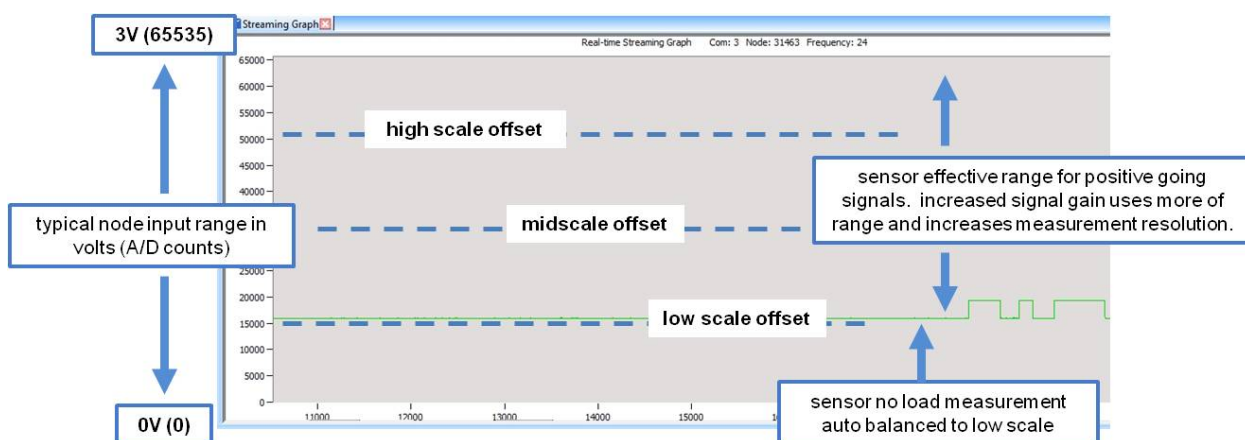 3V (65535)
Streaming Graph
Real-time Streaming Graph Com: 3 Node: 31463 Frequency: 24
65000
60000
55000
50000
45000
40000
25000
20000
15000
10000
5000
0
high scale offset
midscale offset
low scale offset
typical node input range in
volts (A/D counts)
sensor effective range for positive going
signals. increased signal gain uses more of
range and increases measurement resolution.
sensor no load measurement
auto balanced to low scale
0V (0)
11000
12000
13000
14000
15000